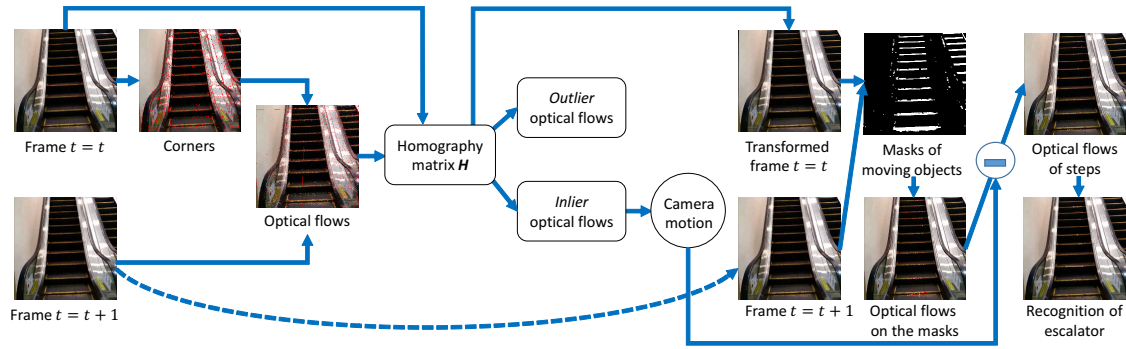 Frame t = t
Corners
Optical flows
Frame t = t + 1
Homography
matrix H
Outlier
optical flows
Inlier
optical flows
Camera
motion
Transformed
frame t = t
Frame t = t + 1
Masks of
moving objects
Optical flows
on the masks
Optical flows
of steps
Recognition of
escalator